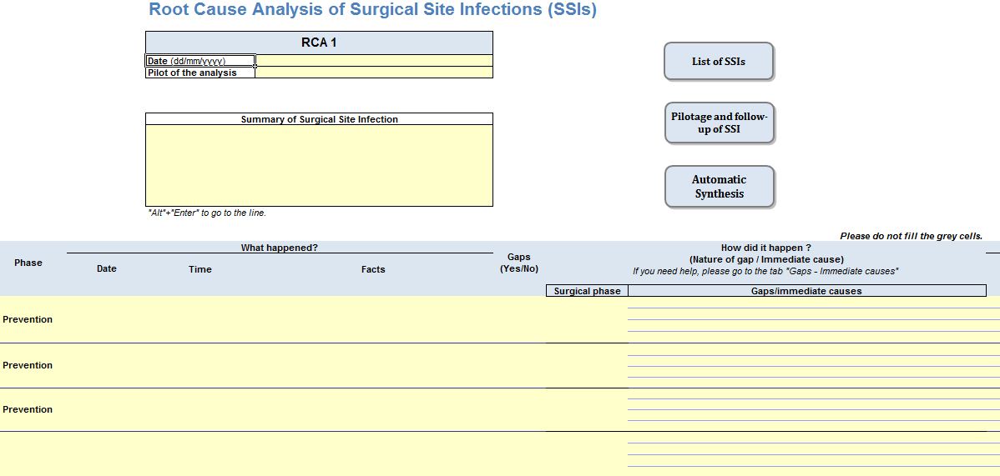 Root Cause Analysis of Surgical Site Infections (SSIs)
RCA 1
Date (dd/mm/yyyy)
Pilot of the analysis
List of SSIs
Pilotage and follow-
up of SSI
Automatic
Synthesis
Summary of Surgical Site Infection
"Alt"+"Enter" to go to the line.
Please do not fill the grey cells.
Phase
What happened?
Date
Time
Facts
Gaps
(Yes/No)
How did it happen ?
(Nature of gap / Immediate cause)
If you need help, please go to the tab "Gaps - Immediate causes"
Surgical phase
Gaps/immediate causes
Prevention
Prevention
Prevention